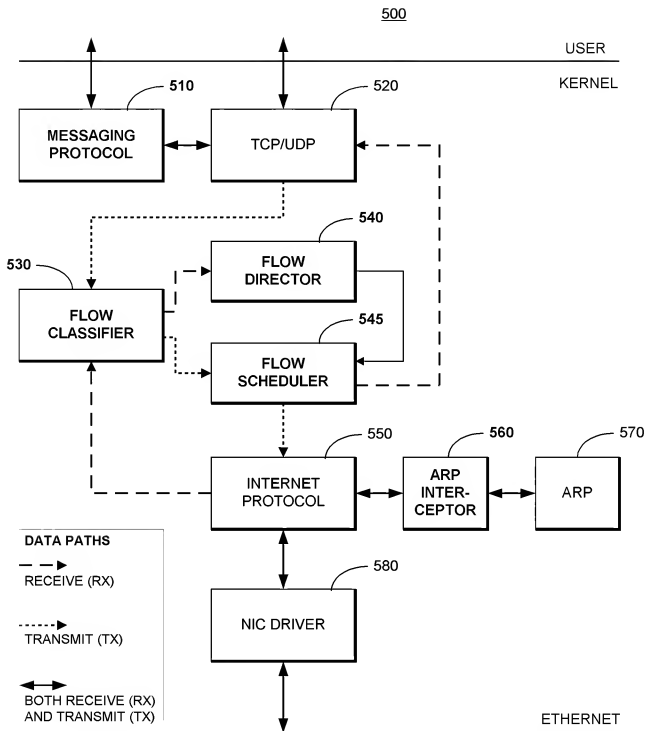 500
USER
KERNEL
510
520
MESSAGING
PROTOCOL
TCP/UDP
530
540
FLOW
DIRECTOR
FLOW
CLASSIFIER
545
FLOW
SCHEDULER
550
560
570
INTERNET
PROTOCOL
ARP
INTER-
CEPTOR
ARP
DATA PATHS
RECEIVE (RX)
TRANSMIT (TX)
BOTH RECEIVE (RX)
AND TRANSMIT (TX)
580
NIC DRIVER
ETHERNET